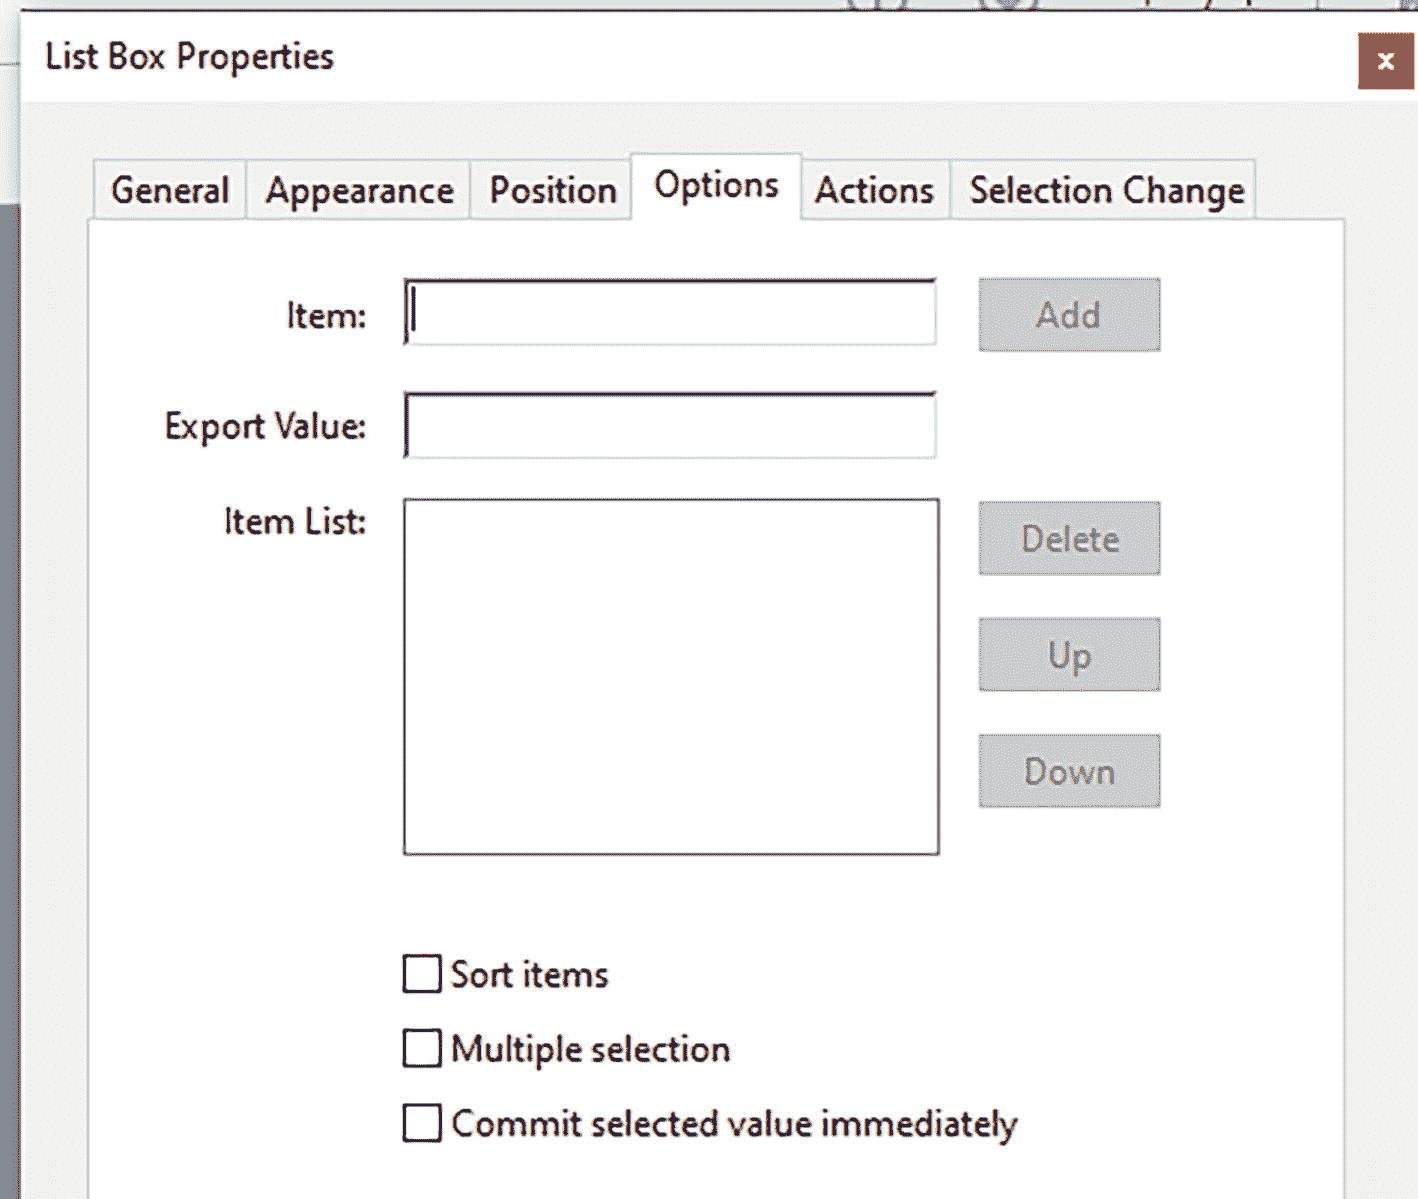 List Box Properties
x
General Appearance Position Options Actions Selection Change
Item: Add
Export Value:
Item List: Delete
Up
Down
Sort items
Multiple selection
Commit selected value immediately